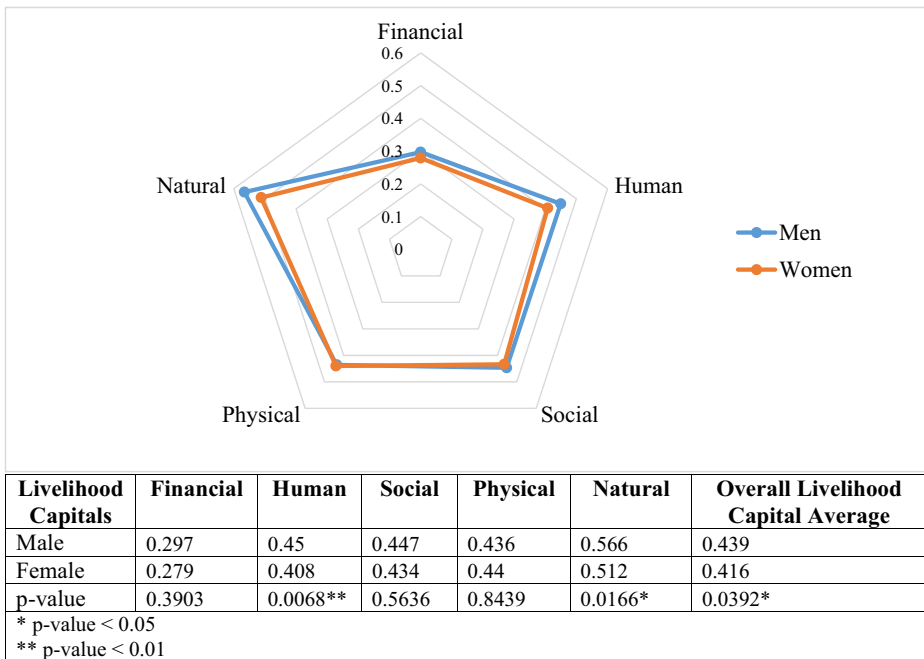 Financial
0.6
0.5
0.4
0.3
0.2
0.1
0
Natural
Human
Men
Women
Physical
Social
Livelihood Capitals Financial Human Social Physical Natural Overall Livelihood Capital Average
Male 0.297 0.45 0.447 0.436 0.566 0.439
Female 0.279 0.408 0.434 0.44 0.512 0.416
p-value 0.3903 0.0068** 0.5636 0.8439 0.0166* 0.0392*
* p-value < 0.05
** p-value < 0.01